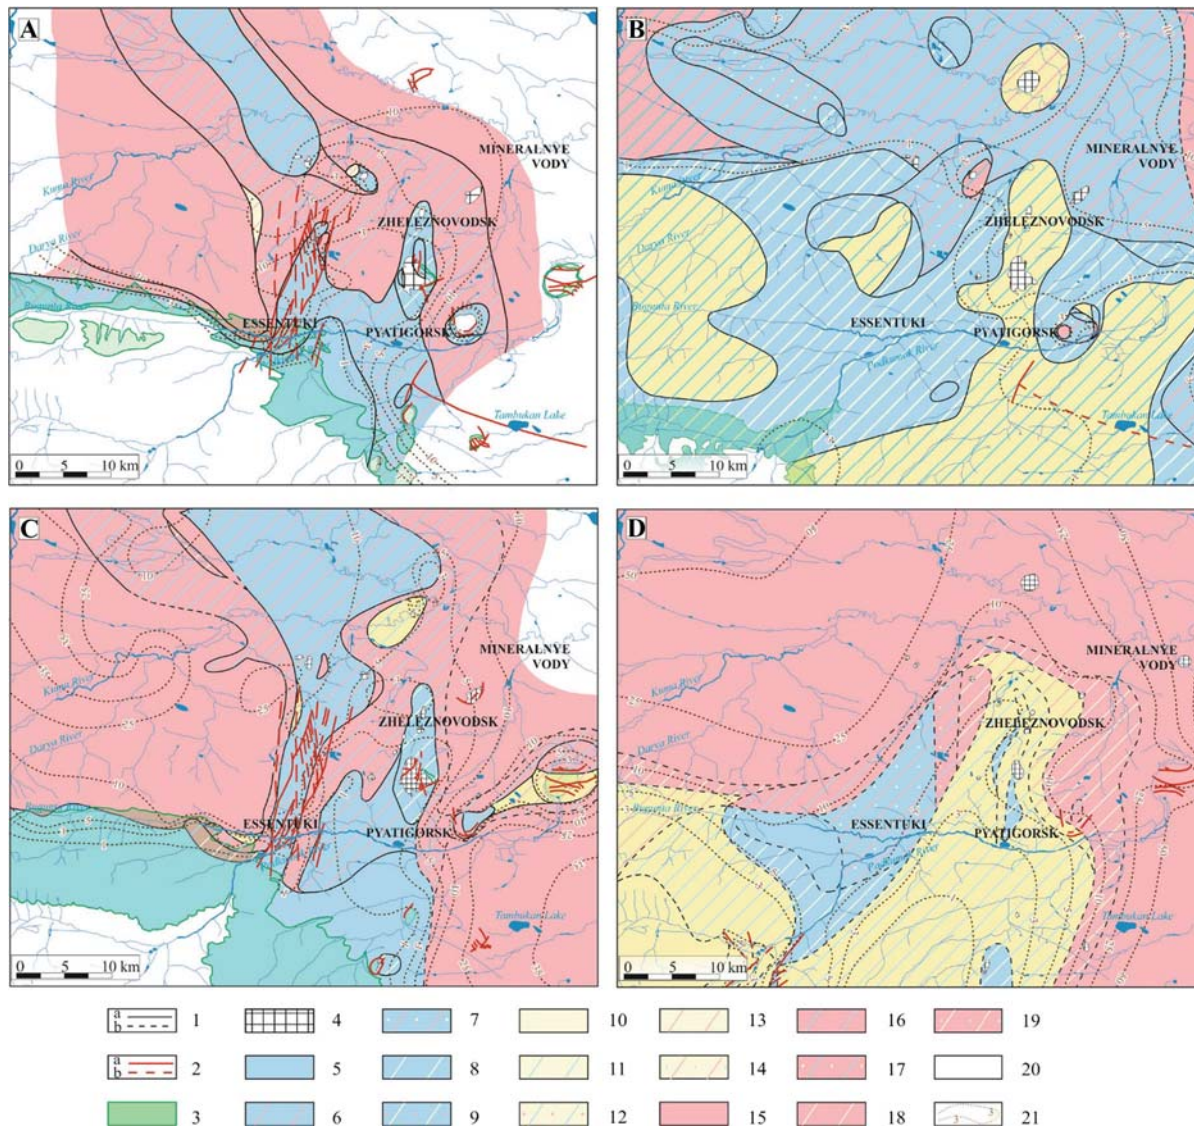 A
MINERALNYE
VODY
Kuma River
ZHELEZNOVODSK
Darya River
ESSENTUKI
PYATIGORSK
Tambukan Lake
0 5 10 km
B
MINERALNYE
VODY
Kuma River
ZHELEZNOVODSK
Darya River
Bugunta River
ESSENTUKI
PYATIGORSK
Podkumok River
Tambukan Lake
0 5 10 km
C
MINERALNYE
VODY
Kuma River
ZHELEZNOVODSK
Darya River
ESSENTUKI
PYATIGORSK
Tambukan Lake
0 5 10 km
D
MINERALNYE
VODY
Kuma River
ZHELEZNOVODSK
Darya River
Bugunta River
ESSENTUKI
PYATIGORSK
Tambukan Lake
0 5 10 km
a
b 1 4 7 10 13 16 19
a
b 2 5 8 11 14 17 20
3 6 9 12 15 18 21